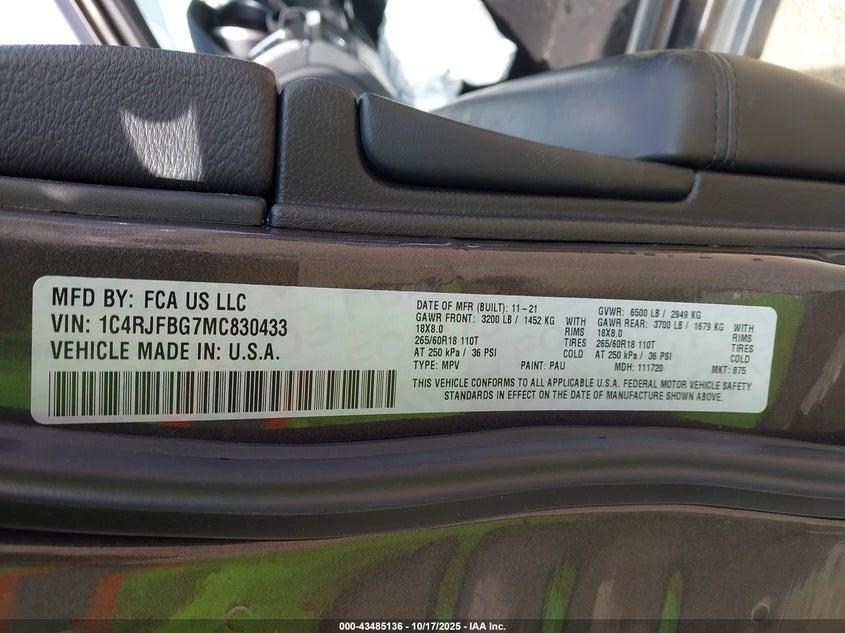 MFD BY: FCA US LLC
VIN: 1C4RJFBG7MC830433
VEHICLE MADE IN: U.S.A.
DATE OF MFR (BUILT): 11-21
GAWR FRONT: 3200 LB / 1452 KG WITH
18X8.0 RIMS
265/60R18 110T TIRES
AT 250 kPa / 36 PSI COLD
TYPE: MPV PAINT: PAU
GVWR: 6500 LB / 2949 KG
GAWR REAR: 3700 LB / 1679 KG WITH
18X8.0 RIMS
265/60R18 110T TIRES
AT 250 kPa / 36 PSI COLD
MDH: 111720 MKT: 875
THIS VEHICLE CONFORMS TO ALL APPLICABLE U.S.A. FEDERAL MOTOR VEHICLE SAFETY
STANDARDS IN EFFECT ON THE DATE OF MANUFACTURE SHOWN ABOVE.
000-43485136 - 10/17/2025 - IAA Inc.